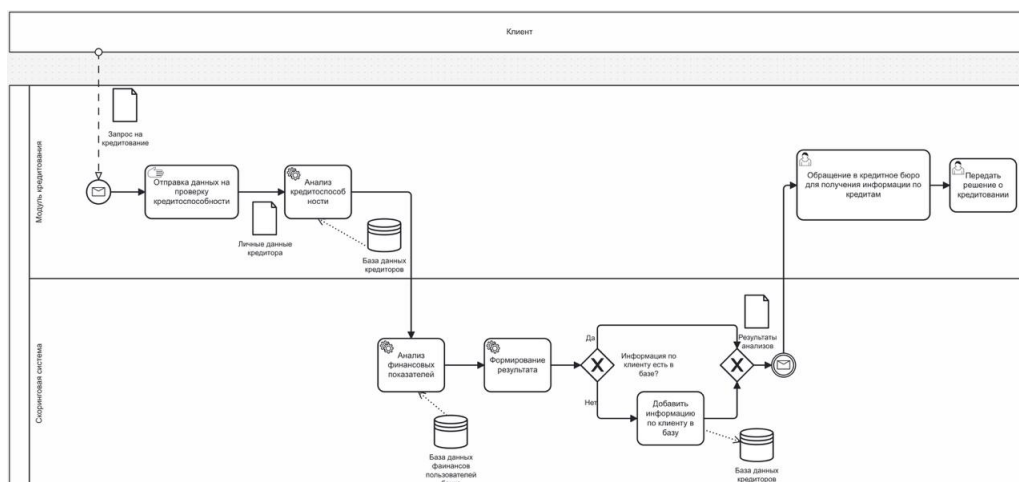 Клиент
Модуль кредитования
Запрос на
кредитование
Отправка данных на
проверку
кредитоспособности
Личные данные
кредитора
Анализ
кредитоспособ
ности
База данных
кредиторов
Обращение в кредитное бюро
для получения информации по
кредитам
Передать
решение о
кредитовании
Скоринговая система
Анализ
финансовых
показателей
База данных
фаинансов
пользователей
Формирование
результата
Да
Информация по
клиенту есть в
базе?
Нет
Добавить
информацию
по клиенту в
базу
База данных
кредиторов
Результаты
анализов